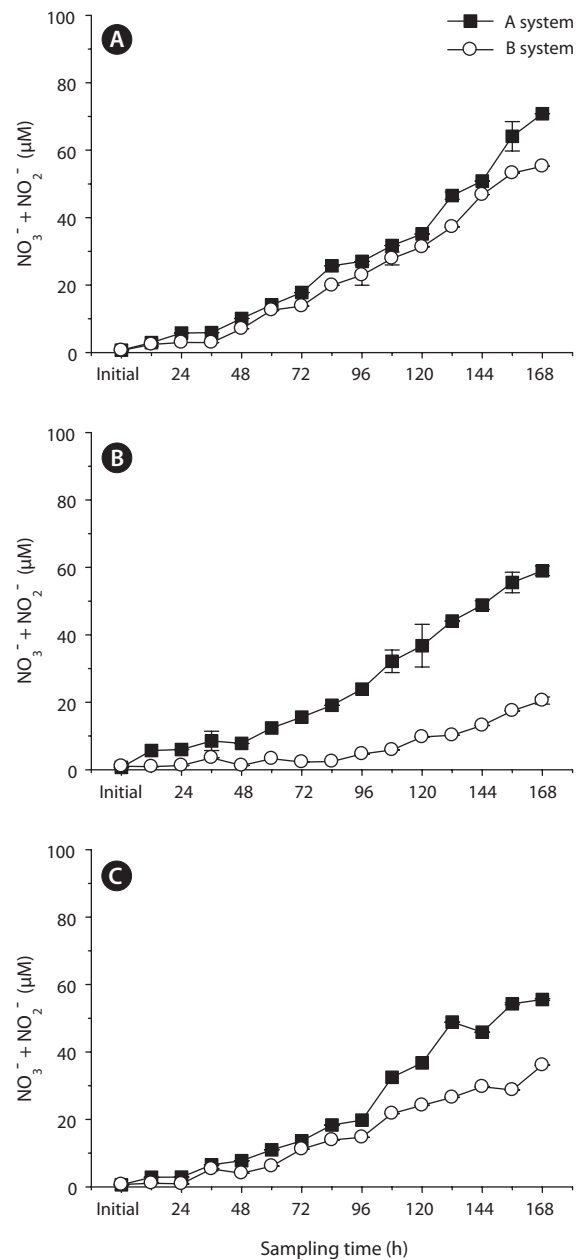 A
A system
B system
100
80
60
40
20
0
NO₃⁻ + NO₂⁻ (μM)
Initial 24 48 72 96 120 144 168
B
100
80
60
40
20
0
NO₃⁻ + NO₂⁻ (μM)
Initial 24 48 72 96 120 144 168
C
100
80
60
40
20
0
NO₃⁻ + NO₂⁻ (μM)
Initial 24 48 72 96 120 144 168
Sampling time (h)